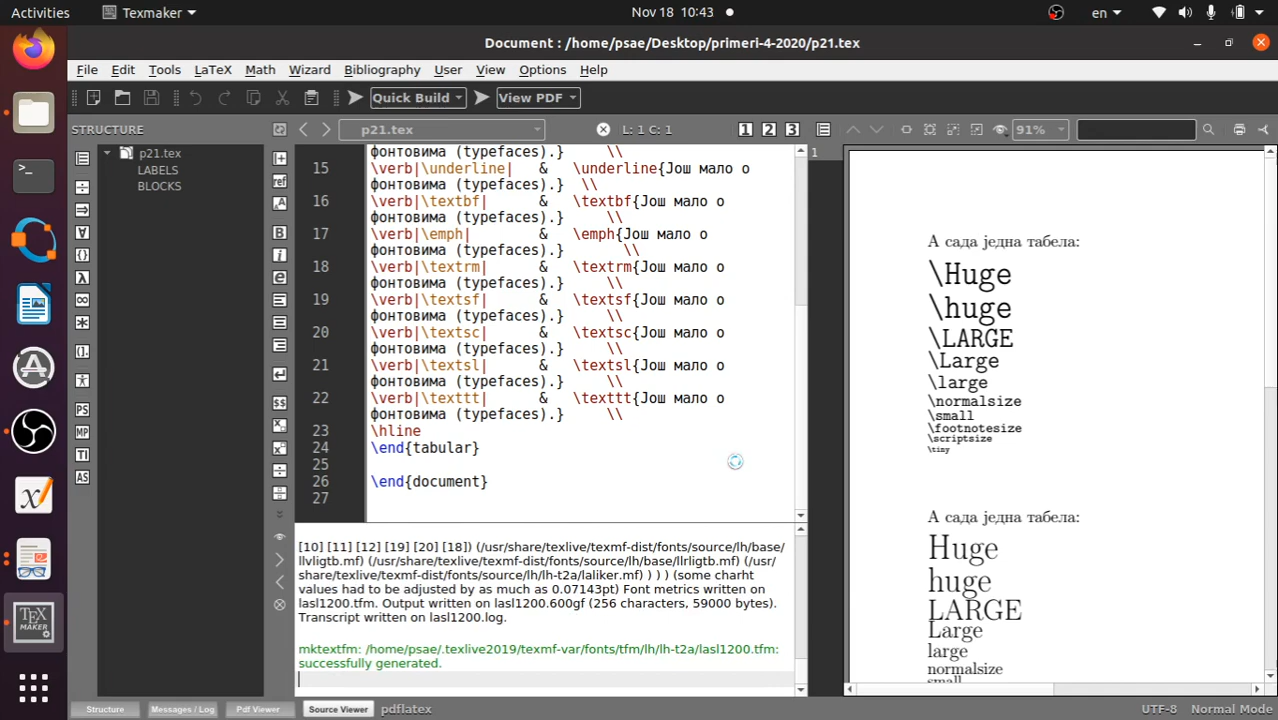 Activities
Texmaker
Nov 18 10:43
en
Document : /home/psae/Desktop/primeri-4-2020/p21.tex
File Edit Tools LaTeX Math Wizard Bibliography User View Options Help
Quick Build
View PDF
STRUCTURE
p21.tex
L: 1 C: 1
1 2 3
91%
p21.tex
LABELS
BLOCKS
фонтовима (typefaces).} \\
15 \verb|\underline| & \underline{Још мало о
фонтовима (typefaces).} \\
16 \verb|\textbf| & \textbf{Још мало о
фонтовима (typefaces).} \\
17 \verb|\emph| & \emph{Још мало о
фонтовима (typefaces).} \\
18 \verb|\textrm| & \textrm{Још мало о
фонтовима (typefaces).} \\
19 \verb|\textsf| & \textsf{Још мало о
фонтовима (typefaces).} \\
20 \verb|\textsc| & \textsc{Још мало о
фонтовима (typefaces).} \\
21 \verb|\textsl| & \textsl{Још мало о
фонтовима (typefaces).} \\
22 \verb|\texttt| & \texttt{Још мало о
фонтовима (typefaces).} \\
23 \hline
24 \end{tabular}
25
26 \end{document}
27
[10] [11] [12] [19] [20] [18]) (/usr/share/texlive/texmf-dist/fonts/source/lh/base/
llvligtb.mf) (/usr/share/texlive/texmf-dist/fonts/source/lh/base/llrligtb.mf) (/usr/
share/texlive/texmf-dist/fonts/source/lh/lh-t2a/laliker.mf) ) ) ) (some charht
values had to be adjusted by as much as 0.07143pt) Font metrics written on
lasl1200.tfm. Output written on lasl1200.600gf (256 characters, 59000 bytes).
Transcript written on lasl1200.log.
mktextfm: /home/psae/.texlive2019/texmf-var/fonts/tfm/lh/lh-t2a/lasl1200.tfm:
successfully generated.
1
А сада једна табела:
\Huge
\huge
\LARGE
\Large
\large
\normalsize
\small
\footnotesize
\scriptsize
\tiny
А сада једна табела:
Huge
huge
LARGE
Large
large
normalsize
small
Structure
Messages / Log
Pdf Viewer
Source Viewer
pdflatex
UTF-8
Normal Mode